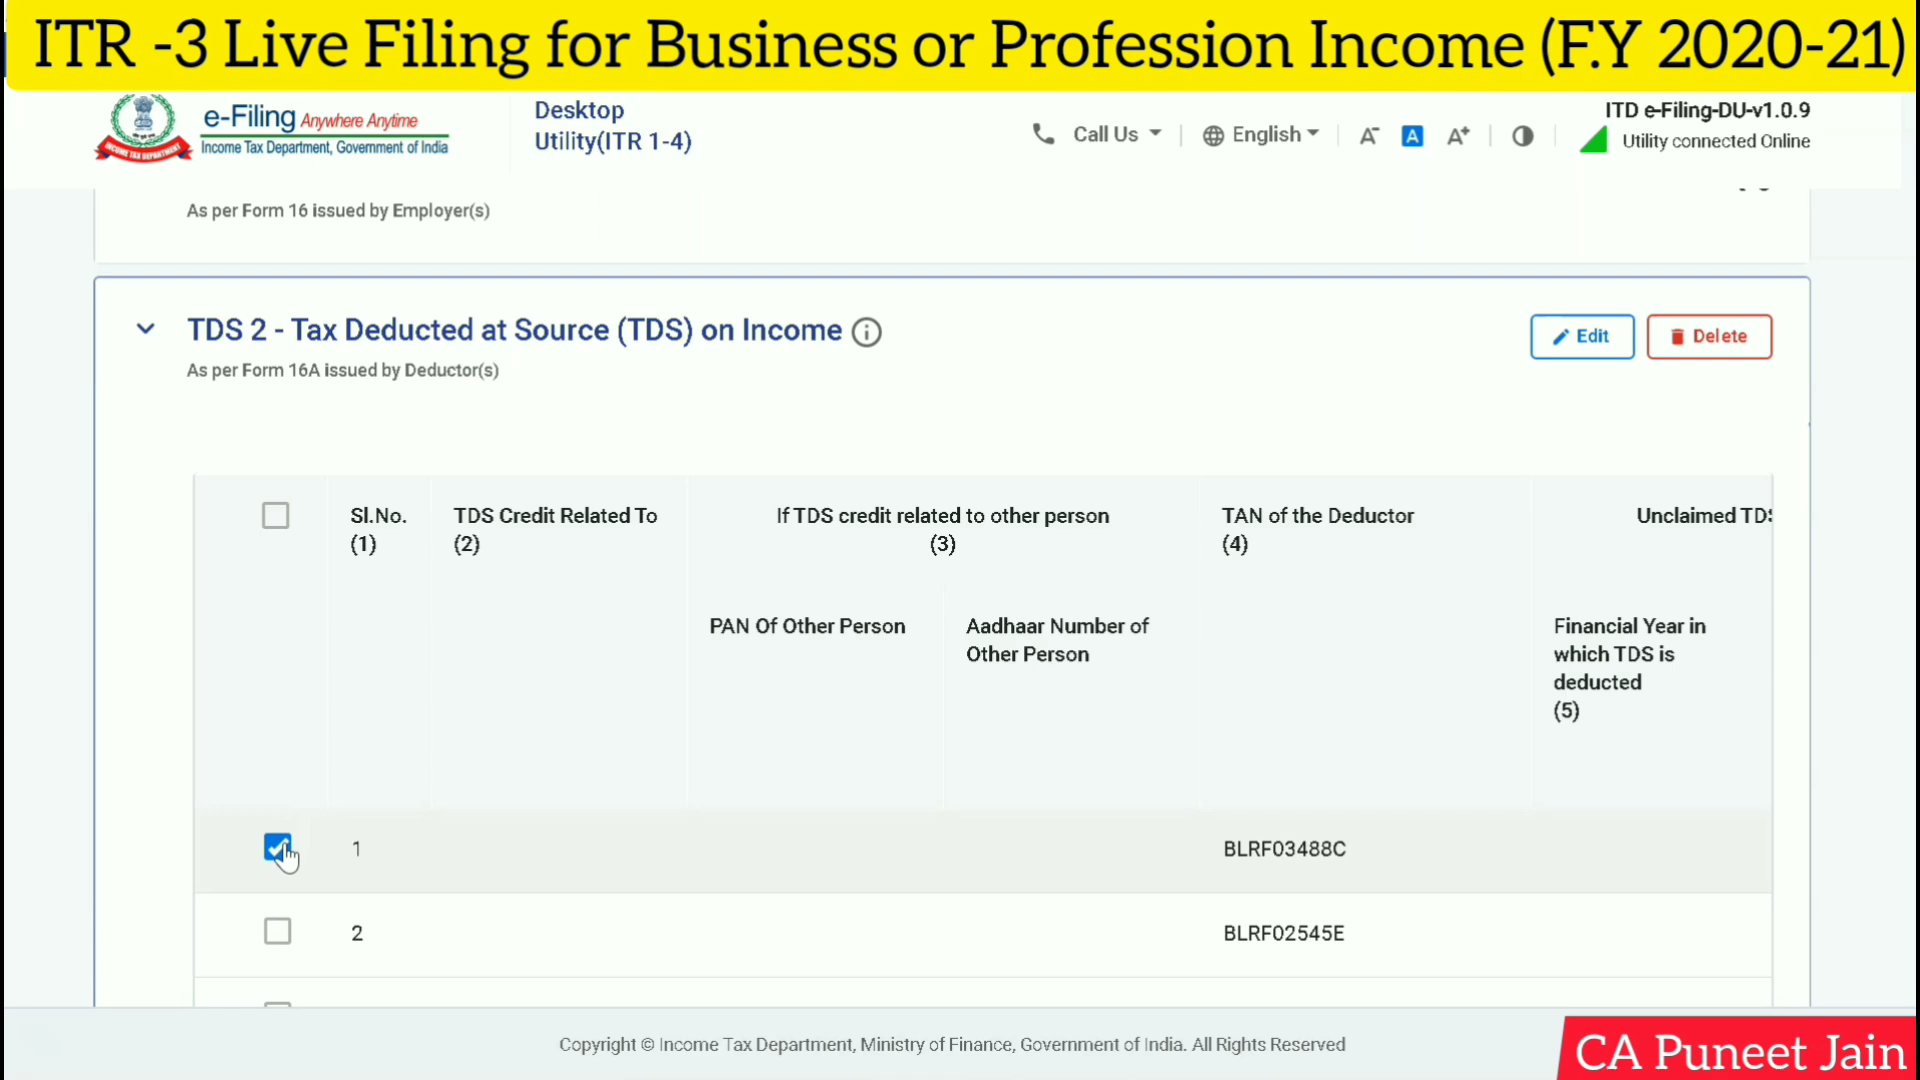 ITR -3 Live Filing for Business or Profession Income (F.Y 2020-21)
e-Filing Anywhere Anytime
Income Tax Department, Government of India
INCOME TAX DEPARTMENT
Desktop
Utility(ITR 1-4)
Call Us
English
A-
A
A+
ITD e-Filing-DU-v1.0.9
Utility connected Online
As per Form 16 issued by Employer(s)
TDS 2 - Tax Deducted at Source (TDS) on Income
As per Form 16A issued by Deductor(s)
Edit
Delete
Sl.No.
(1)
TDS Credit Related To
(2)
If TDS credit related to other person
(3)
TAN of the Deductor
(4)
Unclaimed TDS
PAN Of Other Person
Aadhaar Number of
Other Person
Financial Year in
which TDS is
deducted
(5)
1
BLRF03488C
2
BLRF02545E
Copyright © Income Tax Department, Ministry of Finance, Government of India. All Rights Reserved
CA Puneet Jain